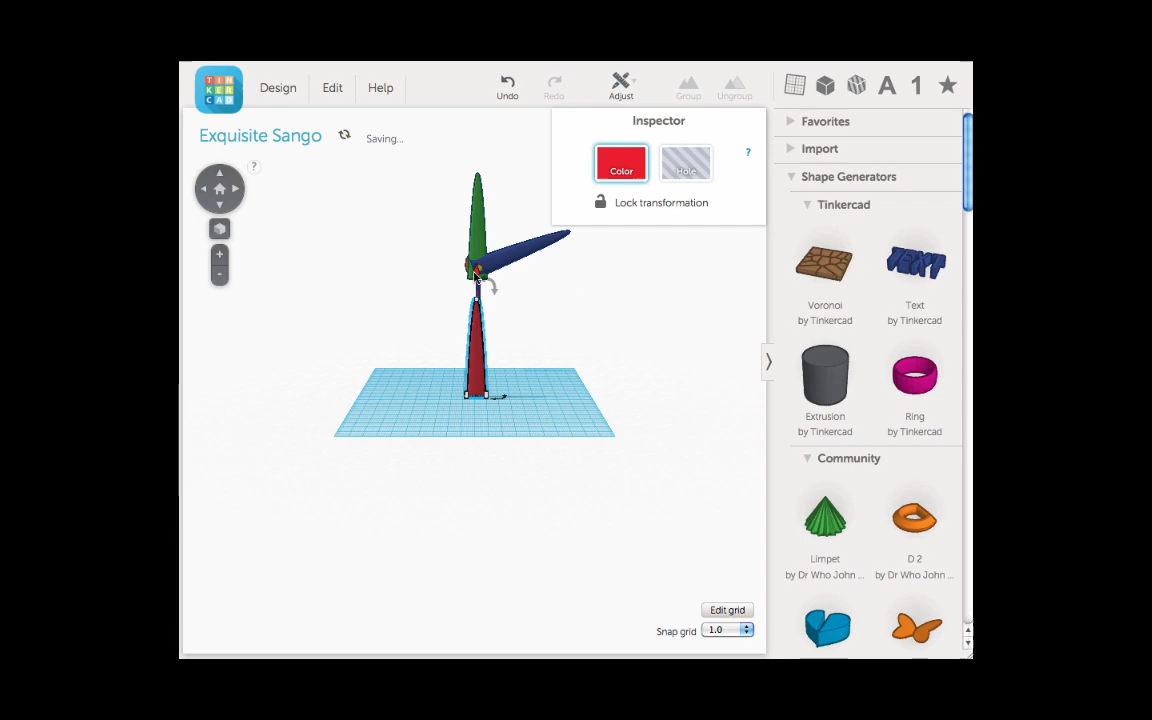 TIN
KER
CAD
Design
Edit
Help
Undo
Redo
Adjust
Group
Ungroup
A
1
Exquisite Sango
Saving...
?
Inspector
Color
Hole
?
Lock transformation
Favorites
Import
Shape Generators
Tinkercad
TEXT
Voronoi
by Tinkercad
Text
by Tinkercad
Extrusion
by Tinkercad
Ring
by Tinkercad
Community
Limpet
by Dr Who John ...
D 2
by Dr Who John ...
+
-
Edit grid
Snap grid 1.0